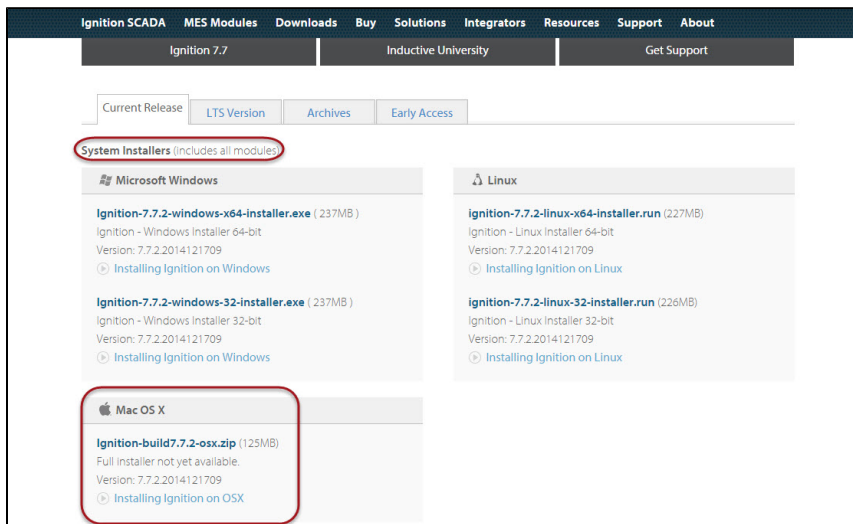 Ignition SCADA MES Modules Downloads Buy Solutions Integrators Resources Support About
Ignition 7.7 Inductive University Get Support
Current Release LTS Version Archives Early Access
System Installers (includes all modules)
Microsoft Windows
Ignition-7.7.2-windows-x64-installer.exe ( 237MB )
Ignition - Windows Installer 64-bit
Version: 7.7.2.2014121709
Installing Ignition on Windows
Ignition-7.7.2-windows-32-installer.exe ( 237MB )
Ignition - Windows Installer 32-bit
Version: 7.7.2.2014121709
Installing Ignition on Windows
Linux
ignition-7.7.2-linux-x64-installer.run (227MB)
Ignition - Linux Installer 64-bit
Version: 7.7.2.2014121709
Installing Ignition on Linux
ignition-7.7.2-linux-32-installer.run (226MB)
Ignition - Linux Installer 32-bit
Version: 7.7.2.2014121709
Installing Ignition on Linux
Mac OS X
Ignition-build7.7.2-osx.zip (125MB)
Full installer not yet available.
Version: 7.7.2.2014121709
Installing Ignition on OSX